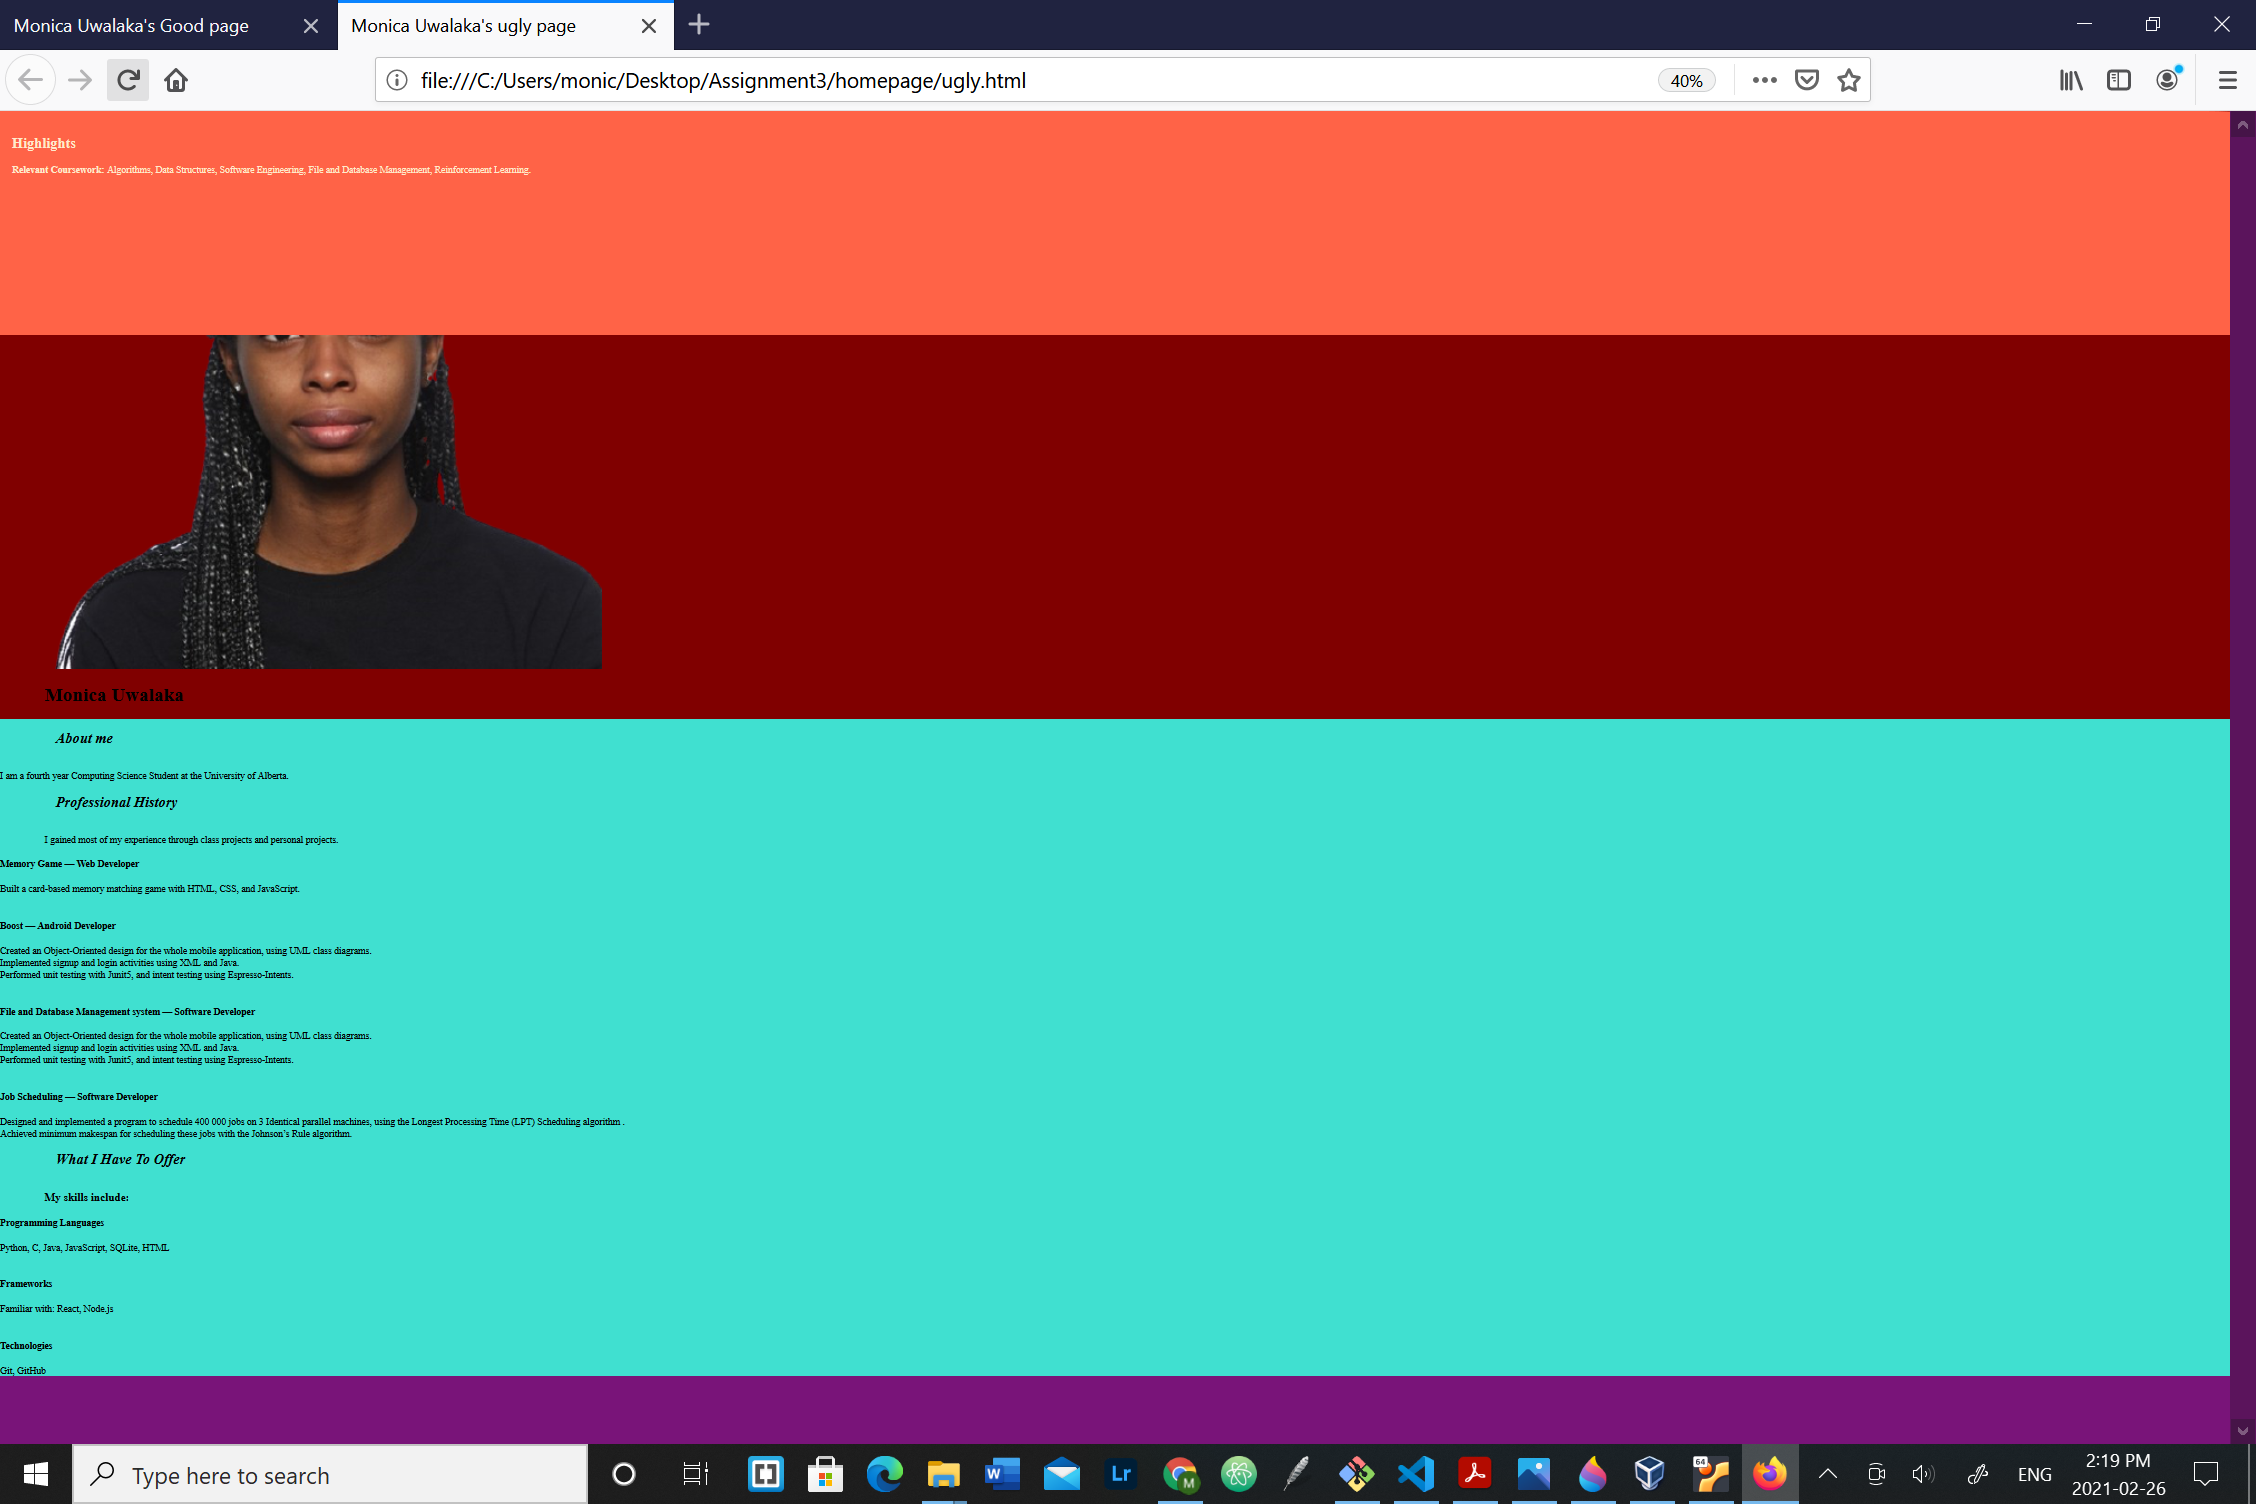 Monica Uwalaka's Good page
Monica Uwalaka's ugly page
file:///C:/Users/monic/Desktop/Assignment3/homepage/ugly.html
40%
Highlights
Relevant Coursework: Algorithms, Data Structures, Software Engineering, File and Database Management, Reinforcement Learning.
Monica Uwalaka
About me
I am a fourth year Computing Science Student at the University of Alberta.
Professional History
I gained most of my experience through class projects and personal projects.
Memory Game — Web Developer
Built a card-based memory matching game with HTML, CSS, and JavaScript.
Boost — Android Developer
Created an Object-Oriented design for the whole mobile application, using UML class diagrams.
Implemented signup and login activities using XML and Java.
Performed unit testing with Junit5, and intent testing using Espresso-Intents.
File and Database Management system — Software Developer
Created an Object-Oriented design for the whole mobile application, using UML class diagrams.
Implemented signup and login activities using XML and Java.
Performed unit testing with Junit5, and intent testing using Espresso-Intents.
Job Scheduling — Software Developer
Designed and implemented a program to schedule 400 000 jobs on 3 Identical parallel machines, using the Longest Processing Time (LPT) Scheduling algorithm .
Achieved minimum makespan for scheduling these jobs with the Johnson's Rule algorithm.
What I Have To Offer
My skills include:
Programming Languages
Python, C, Java, JavaScript, SQLite, HTML
Frameworks
Familiar with: React, Node.js
Technologies
Git, GitHub
Type here to search
W
Lr
M
64
ENG
2:19 PM
2021-02-26